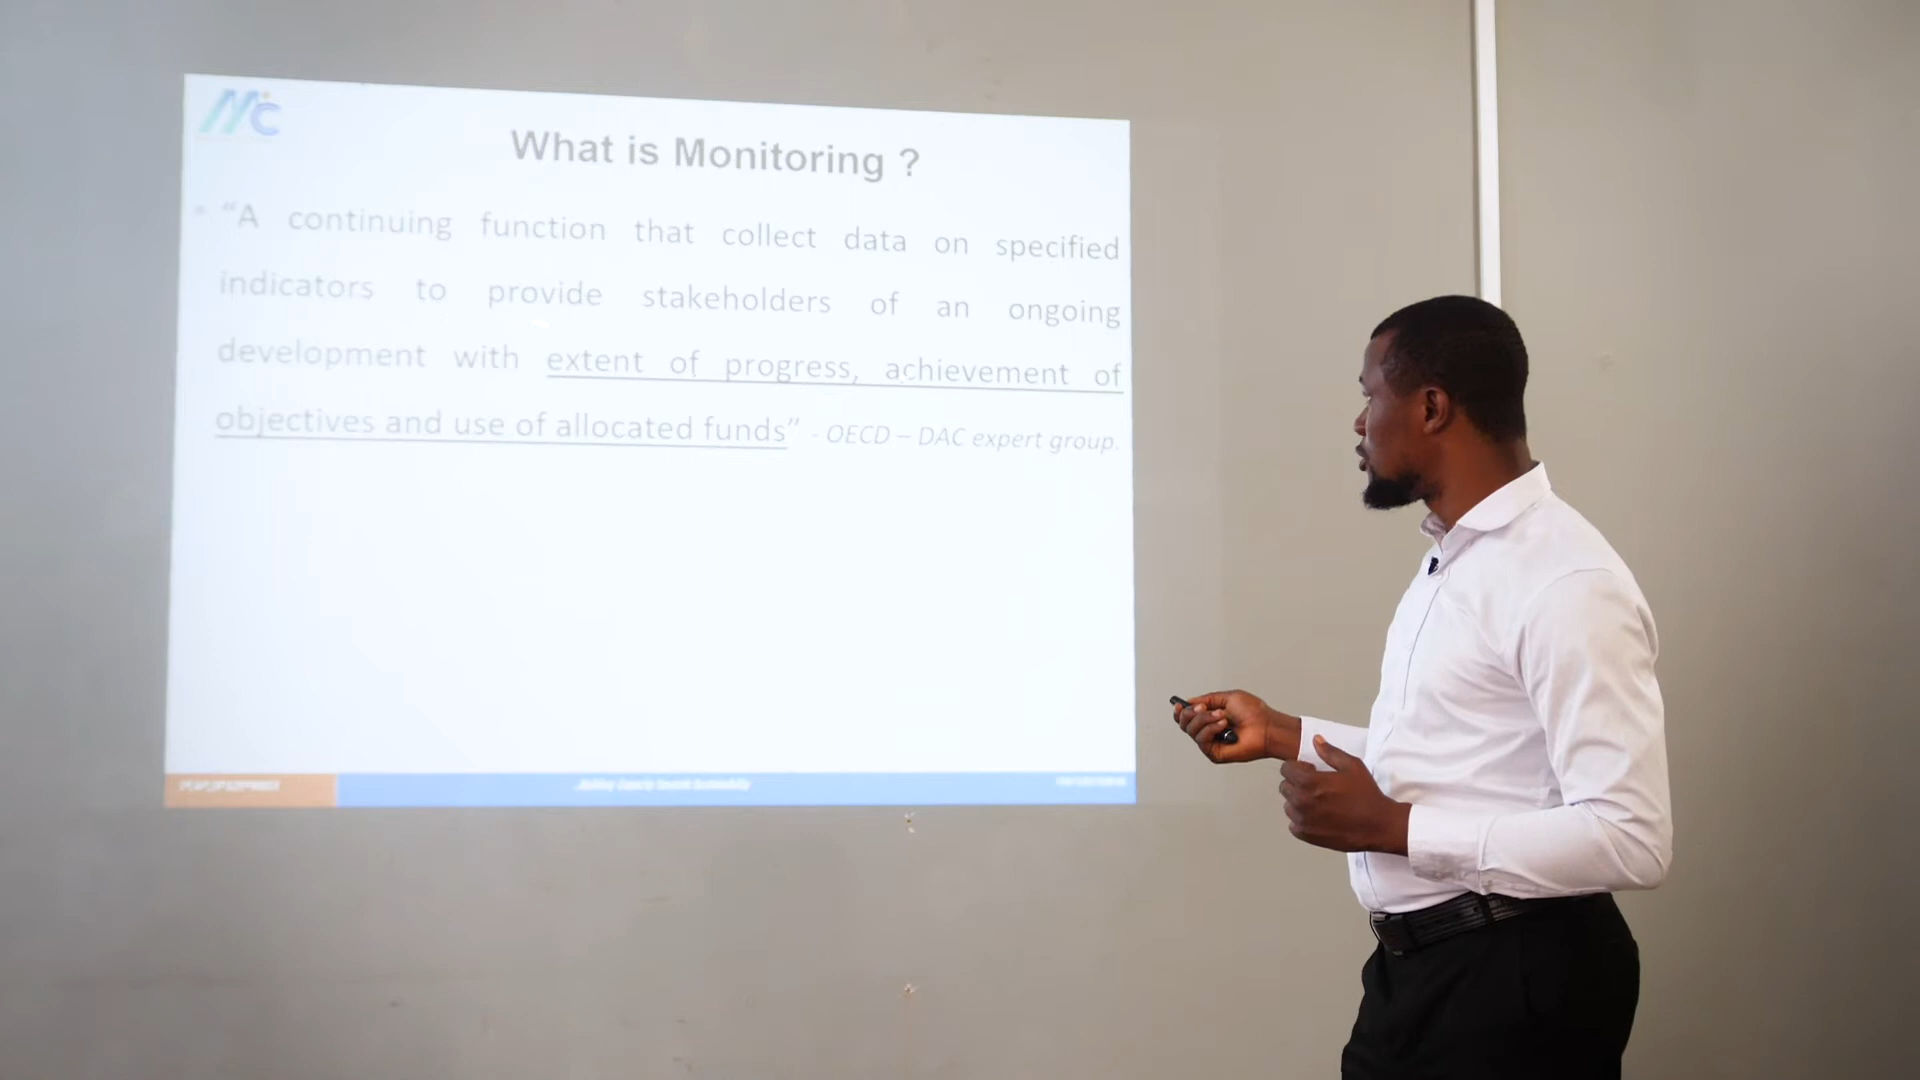 MC
What is Monitoring ?
• “A continuing function that collect data on specified
indicators to provide stakeholders of an ongoing
development with extent of progress, achievement of
objectives and use of allocated funds” - OECD – DAC expert group.